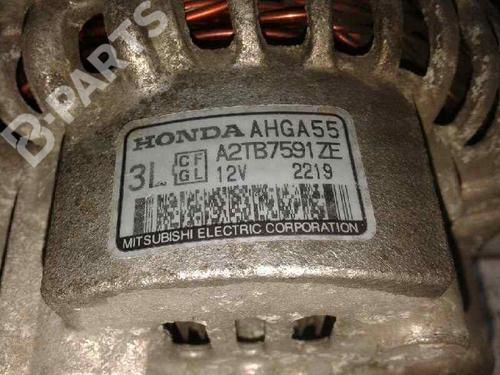 B-PARTS
HONDA AHGA55
3L CF GL A2TB7591ZE
12V 2219
MITSUBISHI ELECTRIC CORPORATION